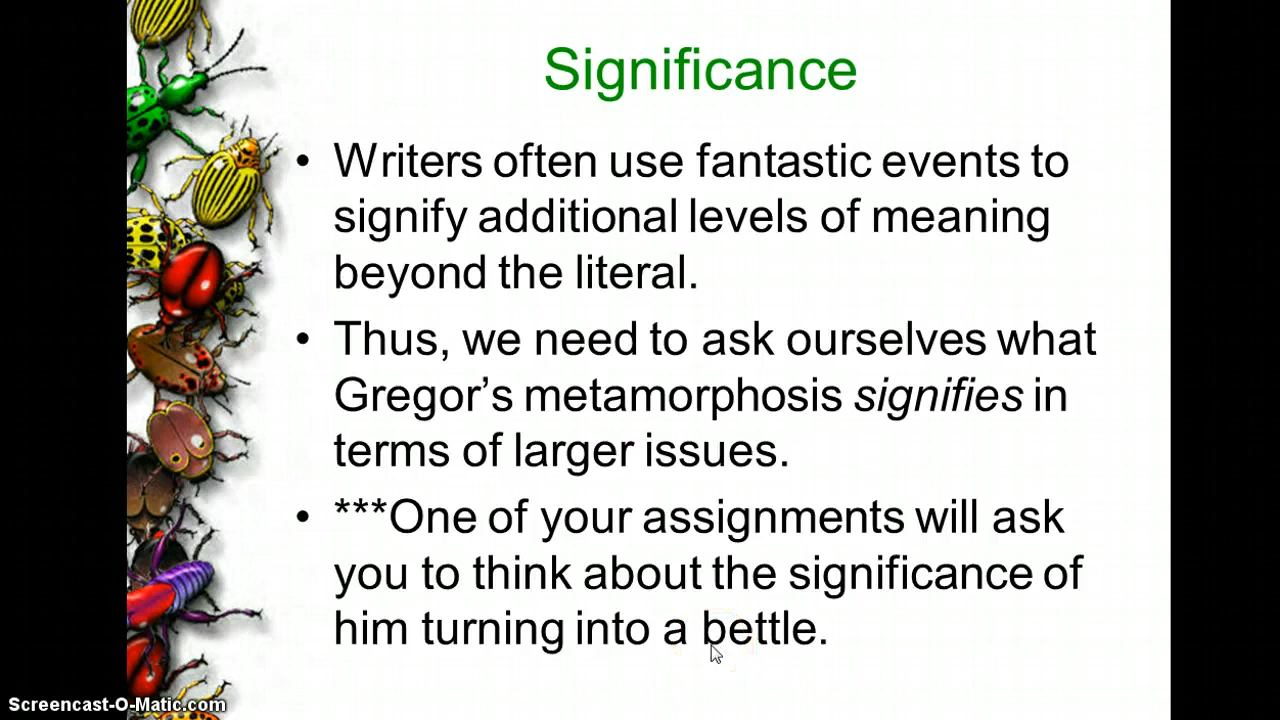 Significance
• Writers often use fantastic events to
signify additional levels of meaning
beyond the literal.
• Thus, we need to ask ourselves what
Gregor’s metamorphosis signifies in
terms of larger issues.
• ***One of your assignments will ask
you to think about the significance of
him turning into a bettle.
Screencast-O-Matic.com